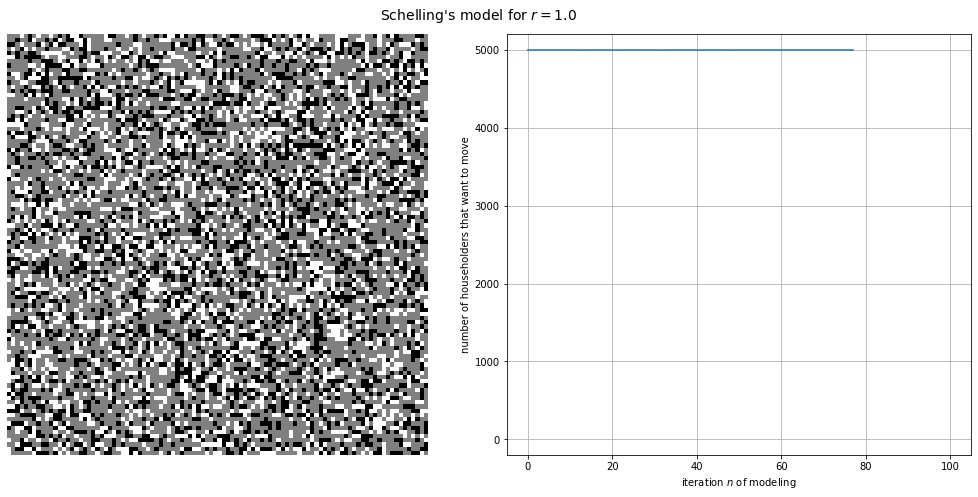 Schelling's model for r = 1.0
number of householders that want to move
5000
4000
3000
2000
1000
0
0 20 40 60 80 100
iteration n of modeling